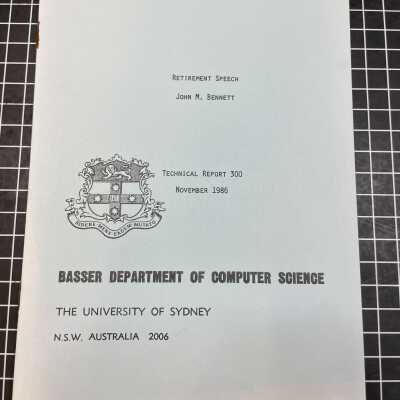 RETIREMENT SPEECH
JOHN M. BENNETT
TECHNICAL REPORT 300
NOVEMBER 1986
SIDERE MENS EADEM MUTATO
BASSER DEPARTMENT OF COMPUTER SCIENCE
THE UNIVERSITY OF SYDNEY
N.S.W. AUSTRALIA 2006